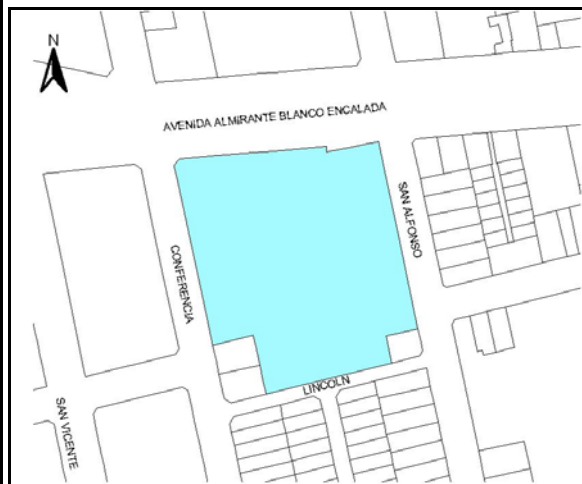 N
AVENIDA ALMIRANTE BLANCO ENCALADA
SAN ALFONSO
CONFERENCIA
LINCOLN
SAN VICENTE